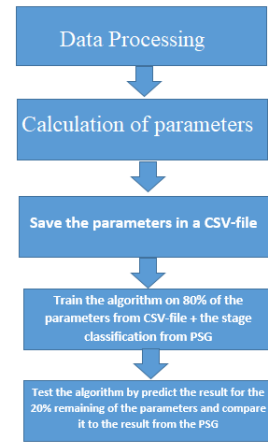 Data Processing
Calculation of parameters
Save the parameters in a CSV-file
Train the algorithm on 80% of the
parameters from CSV-file + the stage
classification from PSG
Test the algorithm by predict the result for the
20% remaining of the parameters and compare
it to the result from the PSG